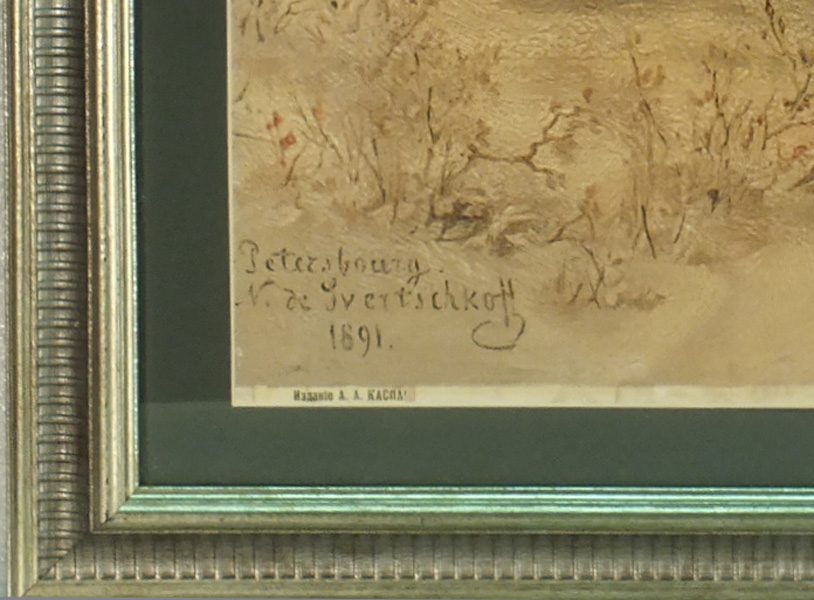 Petersbourg.
N. de Svertschkoff
1891.
Изданіе А. А. КАСПА